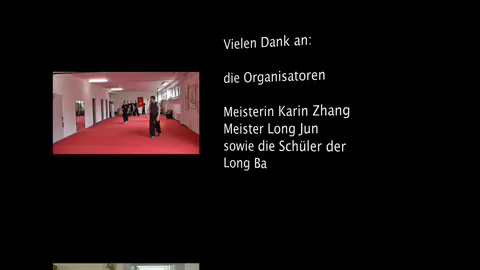 Vielen Dank an:
die Organisatoren
Meisterin Karin Zhang
Meister Long Jun
sowie die Schüler der
Long Ba